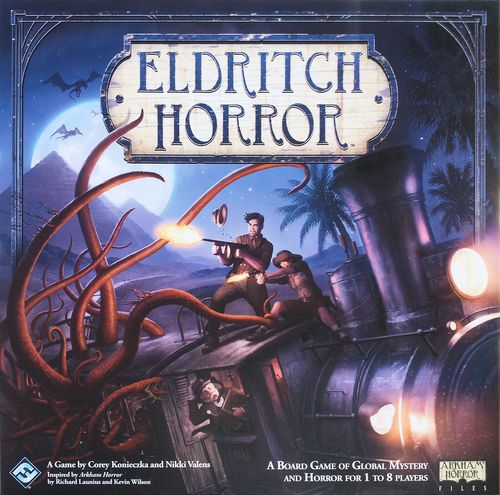 ELDRITCH
HORROR™
A Game by Corey Konieczka and Nikki Valens
Inspired by Arkham Horror
by Richard Launius and Kevin Wilson
A Board Game of Global Mystery
and Horror for 1 to 8 players
ARKHAM
HORROR
FILES